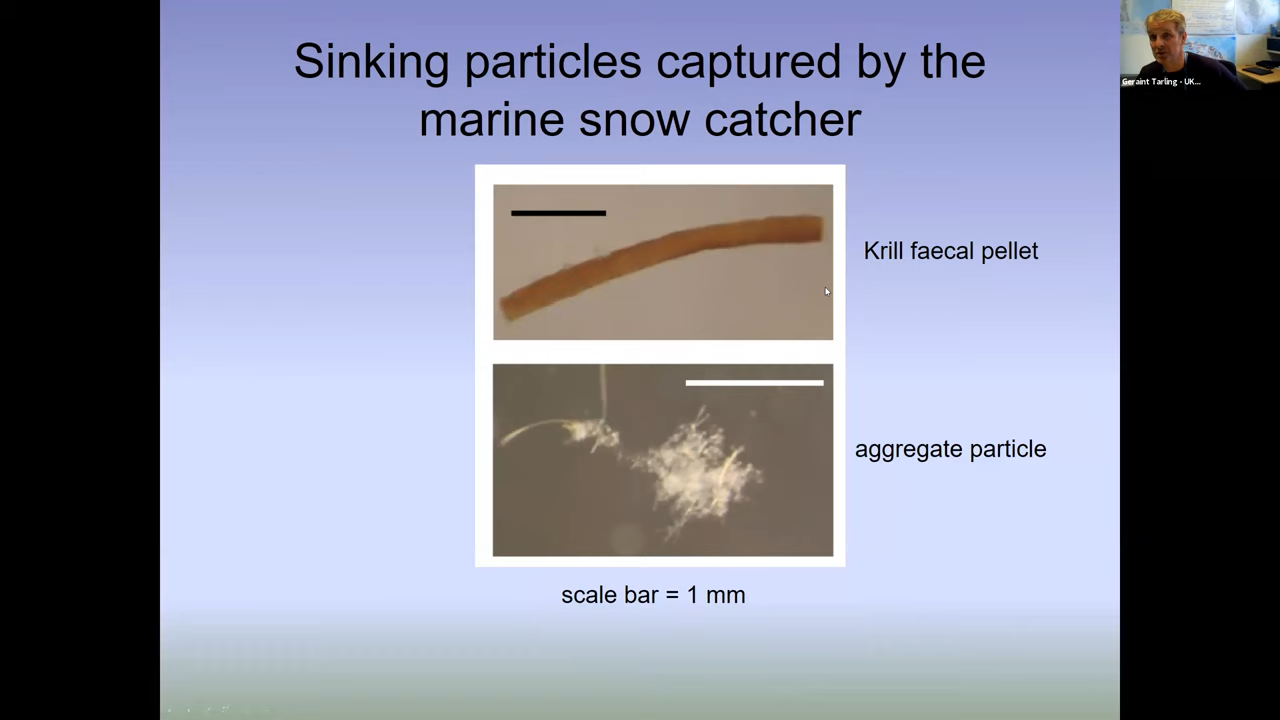 Sinking particles captured by the
marine snow catcher
Geraint Tarling - UK...
Krill faecal pellet
aggregate particle
scale bar = 1 mm